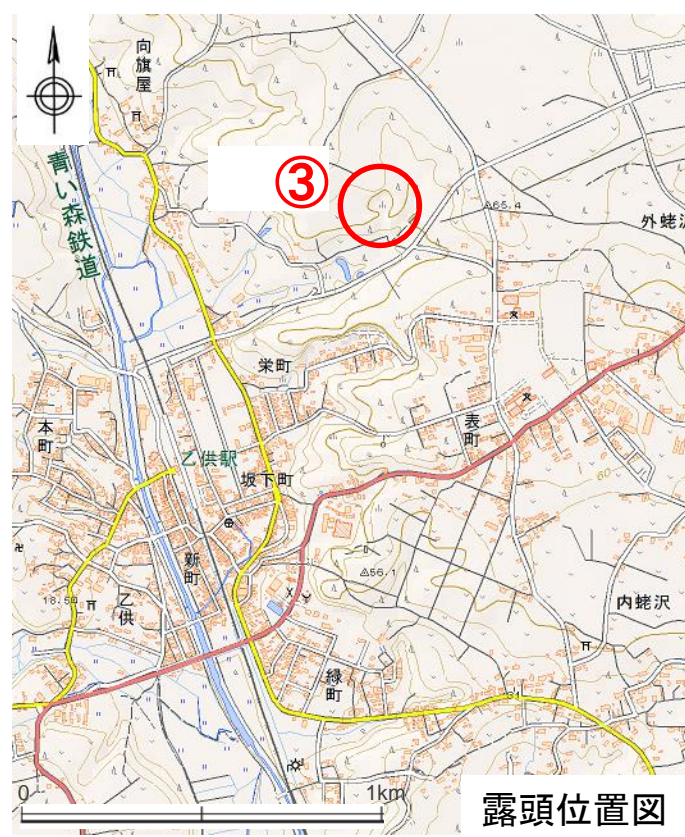 向旗屋
青い森鉄道
③
65.4
外蛯沢
栄町
本町
表町
乙供駅
坂下町
60
新町
56.1
18.50
乙供
内蛯沢
緑町
0
1km
露頭位置図